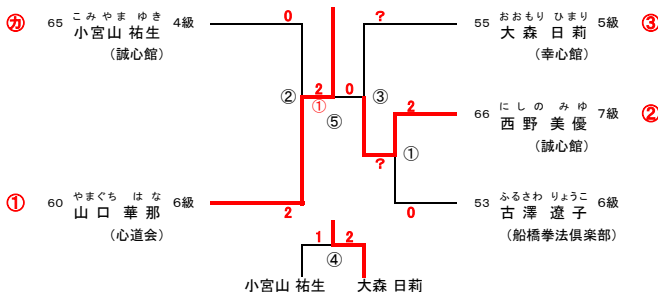 カ 65 こみやま ゆき 小宮山 祐生 4級
(誠心館)
0
?
55 おおもり ひまり 大森 日莉 5級 ③
(幸心館)
② 2 0 ③
①
⑤
2
66 にしの みゆ 西野 美優 7級 ②
(誠心館)
① ?
① 60 やまぐち はな 山口 華那 6級
(心道会)
2
0
53 ふるさわ りょうこ 古澤 遼子 6級
(船橋拳法倶楽部)
1 2
④
小宮山 祐生 大森 日莉